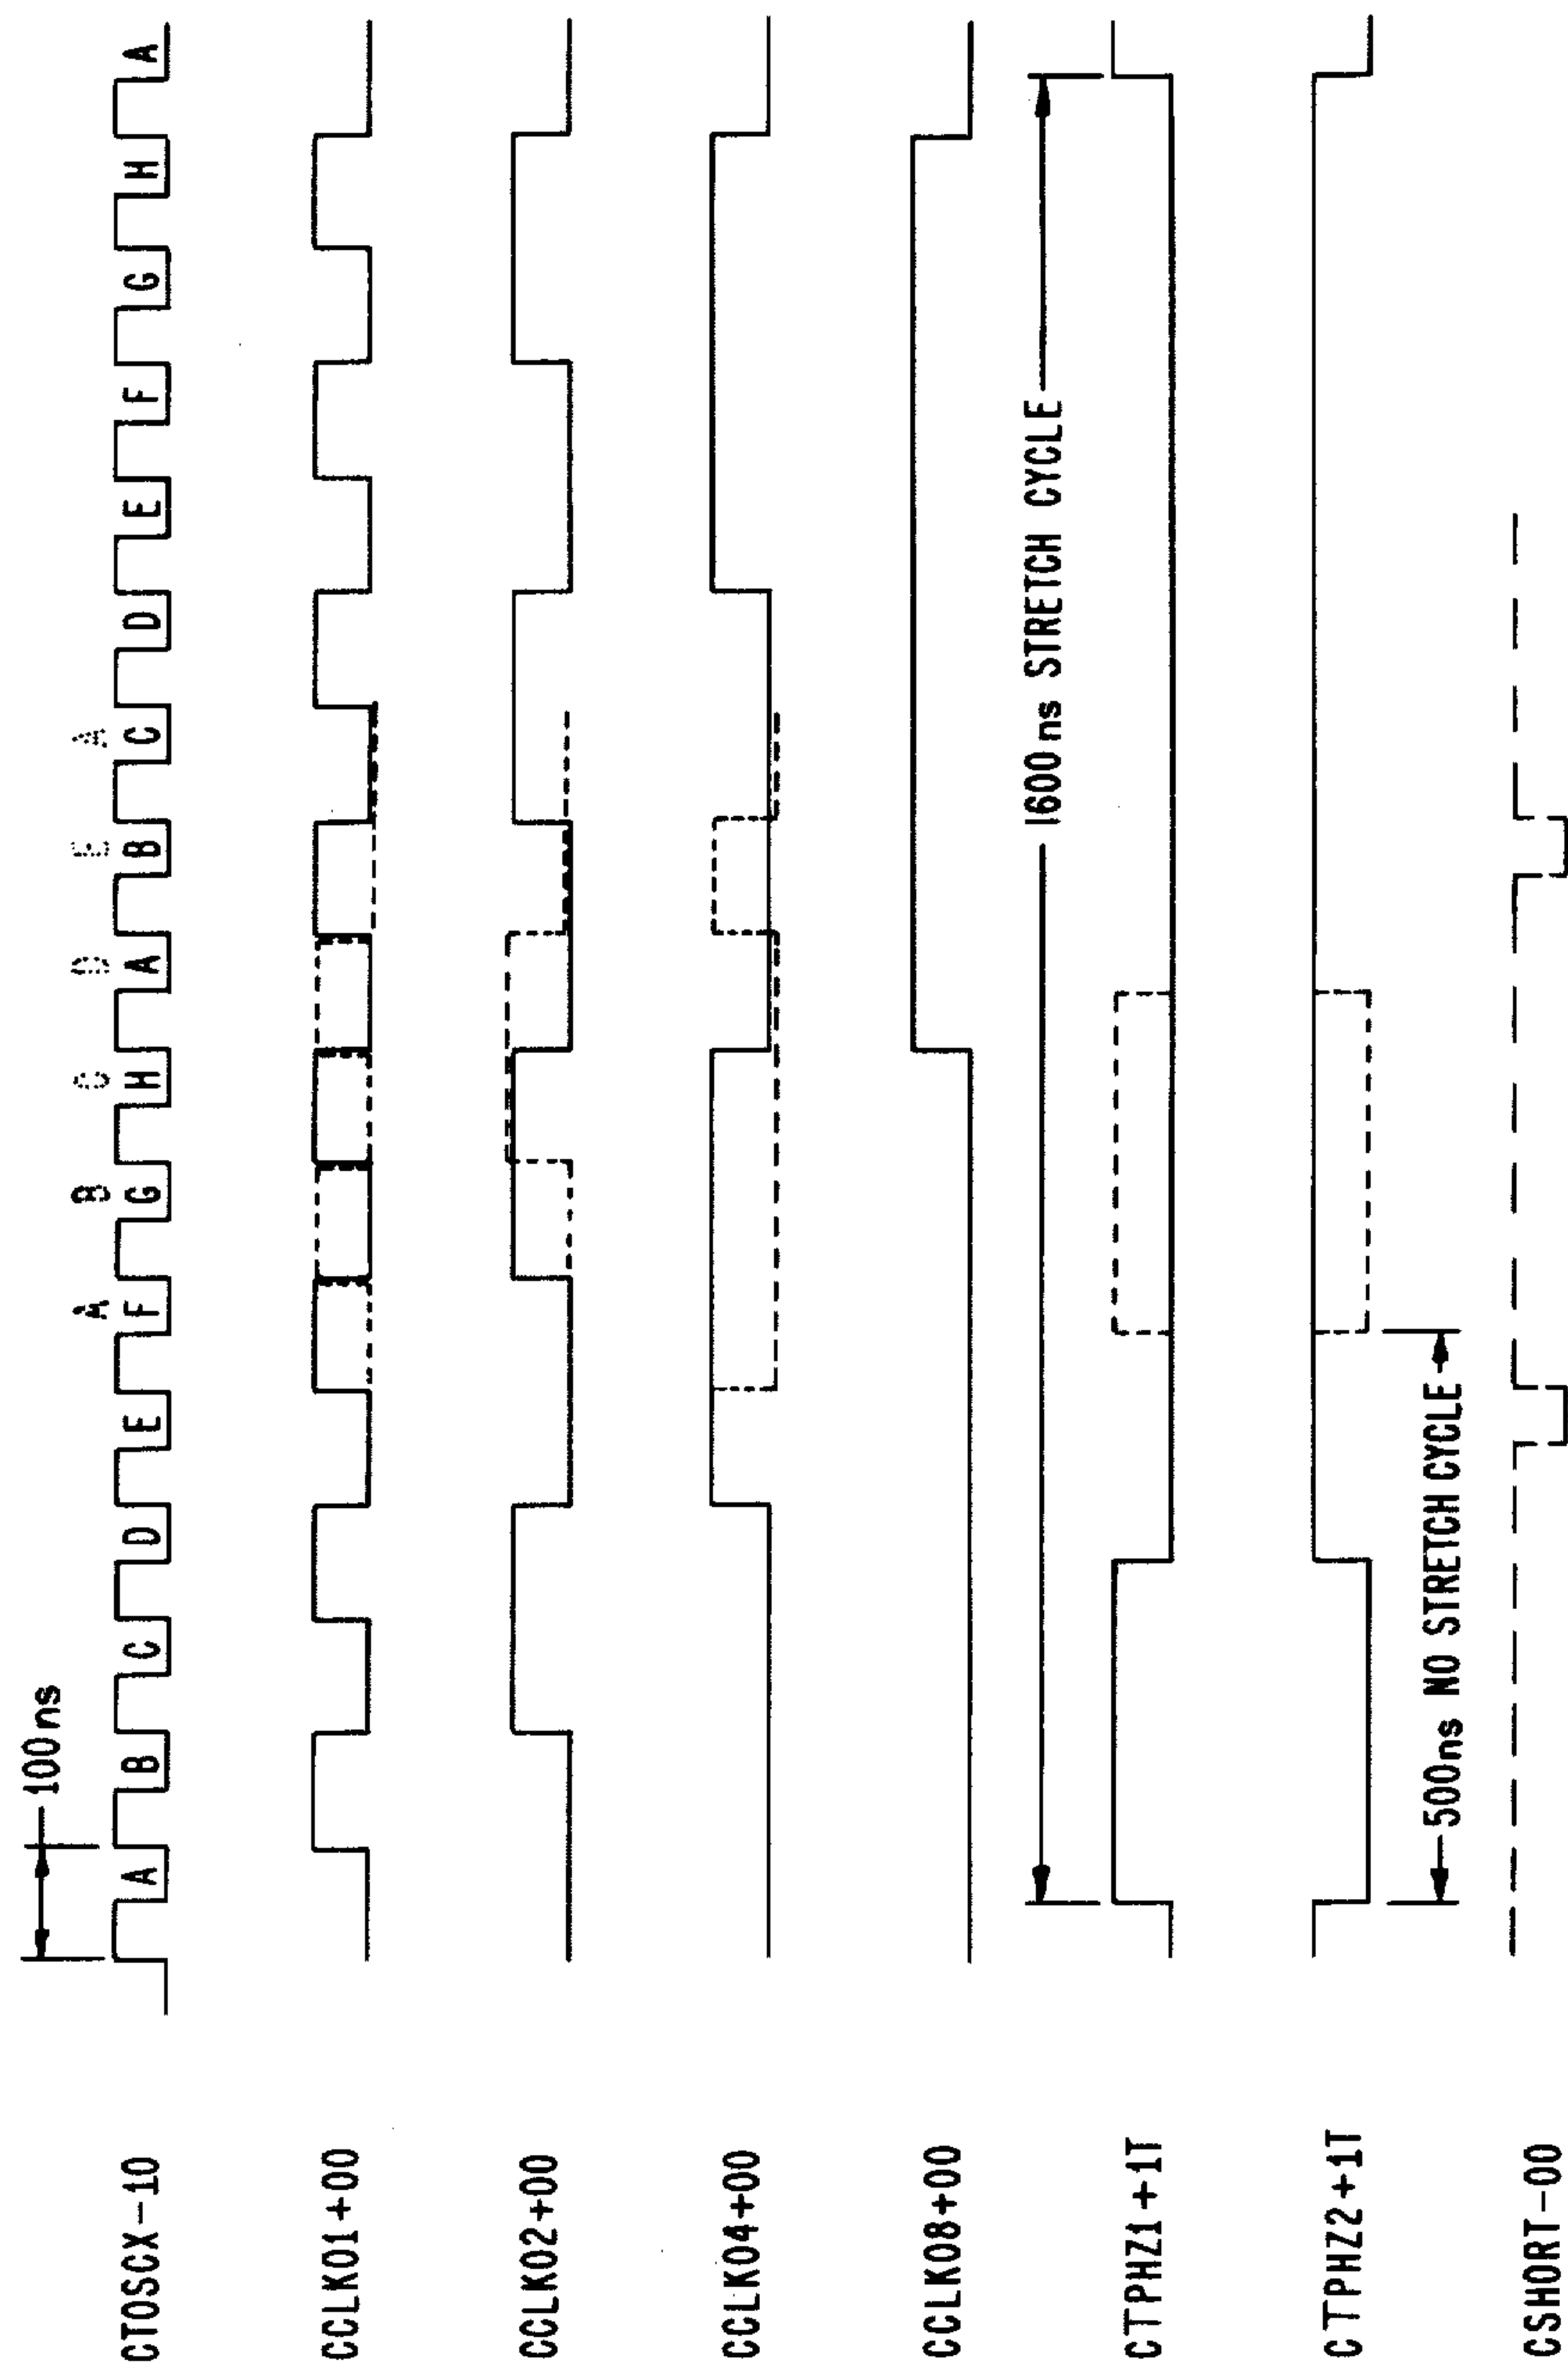 100ns
A B C D E A
CTOSCX-10 A B C D E F G H A B C D E F G H A
CCLK01+00
CCLK02+00
CCLK04+00
CCLK08+00
1600ns STRETCH CYCLE
CTPHZ1+1T
CTPHZ2+1T
500ns NO STRETCH CYCLE
CSHORT-00